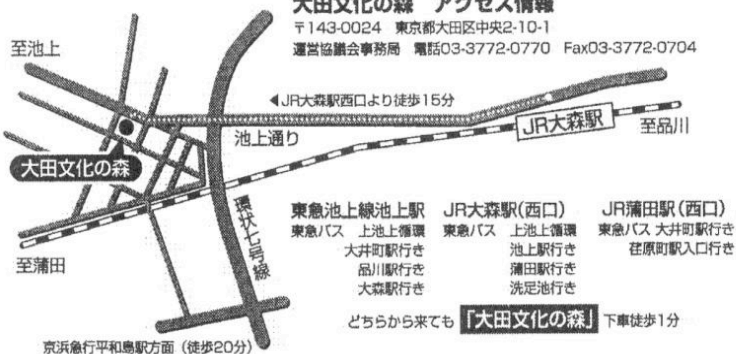 大田文化の森 アクセス情報
〒143-0024 東京都大田区中央2-10-1
運営協議会事務局 電話03-3772-0770 Fax03-3772-0704
至池上
◀JR大森駅西口より徒歩15分
池上通り
JR大森駅
至品川
大田文化の森
環状七号線
至蒲田
東急池上線池上駅
東急バス 上池上循環
大井町駅行き
品川駅行き
大森駅行き
JR大森駅(西口)
東急バス 上池上循環
池上駅行き
蒲田駅行き
洗足池行き
JR蒲田駅(西口)
東急バス 大井町駅行き
荏原町駅入口行き
どちらから来ても「大田文化の森」下車徒歩1分
京浜急行平和島駅方面(徒歩20分)